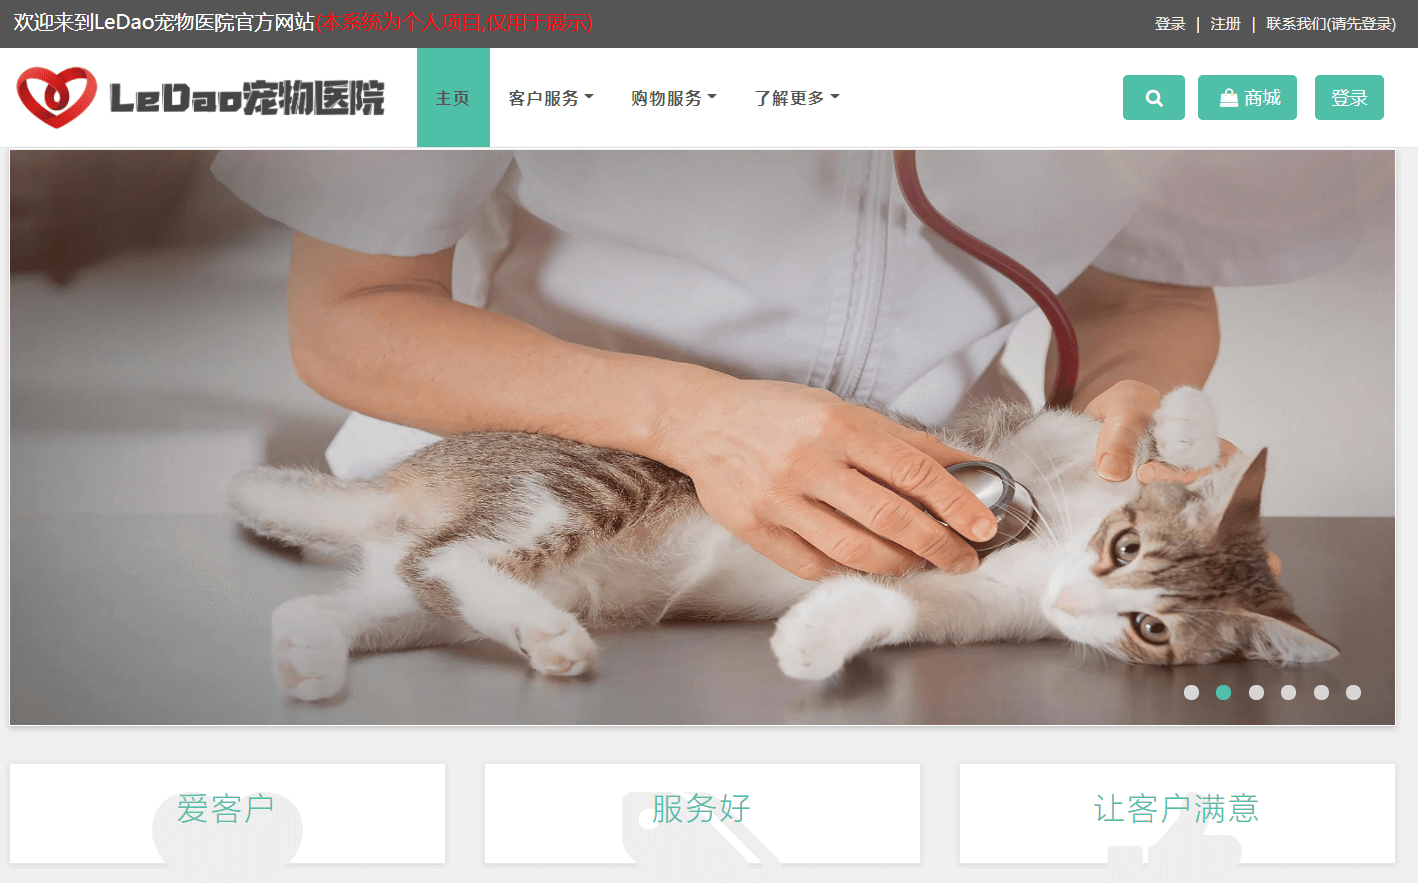 欢迎来到LeDao宠物医院官方网站(本系统为个人项目,仅用于展示)
登录 | 注册 | 联系我们(请先登录)
LeDao宠物医院
主页 客户服务 购物服务 了解更多
商城 登录
爱客户 服务好 让客户满意